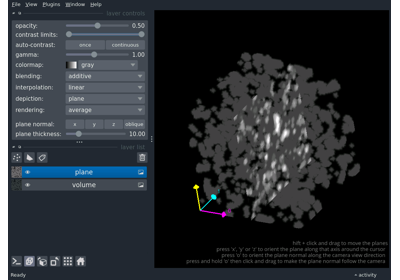 File View Plugins Window Help
layer controls
opacity: 0.50
contrast limits:
auto-contrast: once continuous
gamma: 1.00
colormap: gray
blending: additive
interpolation: linear
depiction: plane
rendering: average
plane normal: x y z oblique
plane thickness: 10.00
layer list
plane
volume
hift + click and drag to move the planes
press 'x', 'y' or 'z' to orient the plane along that axis around the cursor
press 'o' to orient the plane normal along the camera view direction
press and hold 'o' then click and drag to make the plane normal follow the camera
Ready
activity